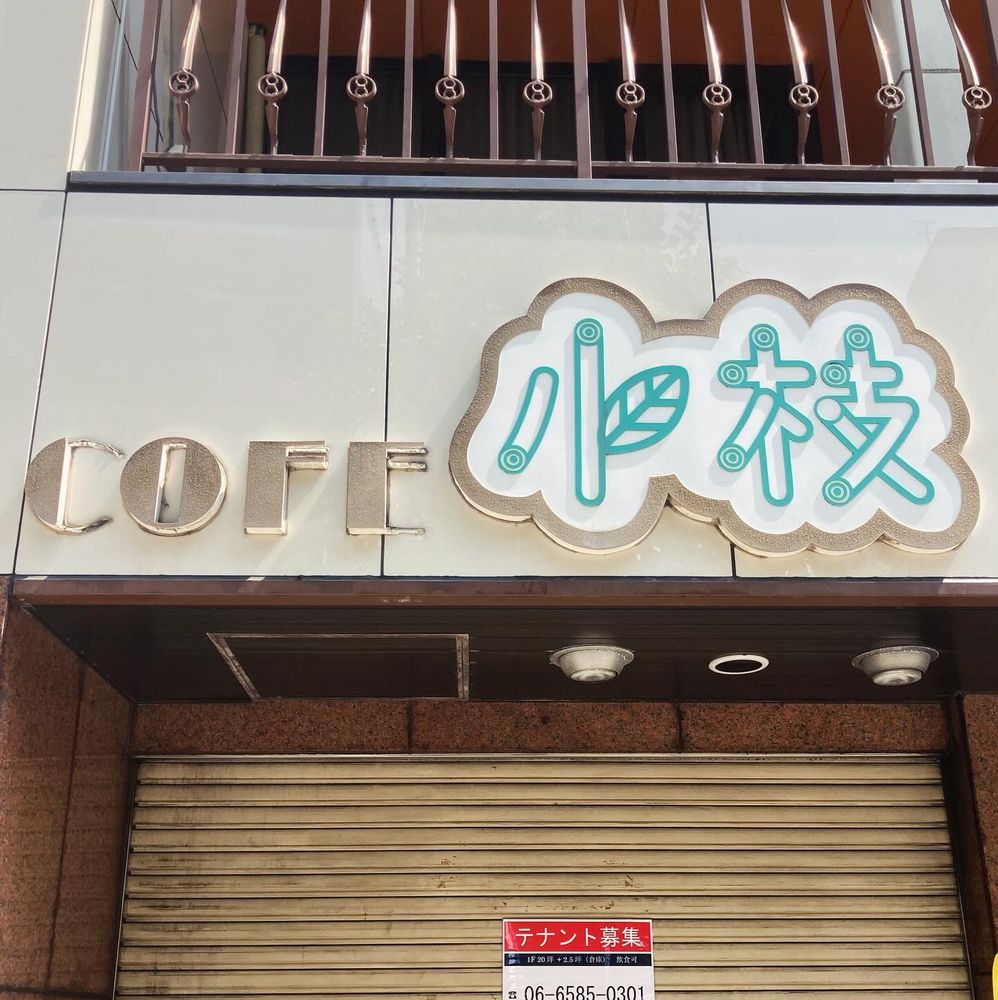 COFE 小枝
テナント募集
1F 20坪 + 2.5坪 (倉庫) 飲食可
☎ 06-6585-0301